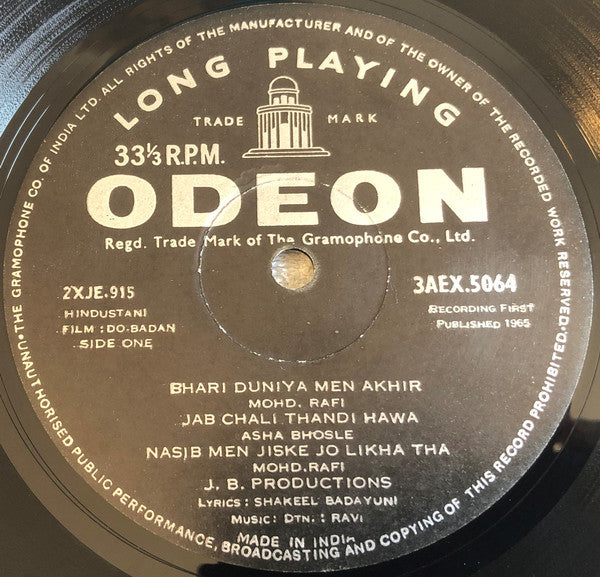 THE GRAMOPHONE CO. OF INDIA LTD. ALL RIGHTS OF THE MANUFACTURER AND OF THE OWNER OF THE RECORDED WORK RESERVED. UNAUTHORISED PUBLIC PERFORMANCE, BROADCASTING AND COPYING OF THIS RECORD PROHIBITED.
LONG PLAYING
TRADE MARK
33⅓ R.P.M.
ODEON
Regd. Trade Mark of The Gramophone Co., Ltd.
2XJE.915 3AEX.5064
HINDUSTANI RECORDING FIRST
FILM : DO-BADAN PUBLISHED 1965
SIDE ONE
BHARI DUNIYA MEN AKHIR
MOHD. RAFI
JAB CHALI THANDI HAWA
ASHA BHOSLE
NASIB MEN JISKE JO LIKHA THA
MOHD.RAFI
J. B. PRODUCTIONS
LYRICS : SHAKEEL BADAYUNI
MUSIC : DTN. : RAVI
MADE IN INDIA